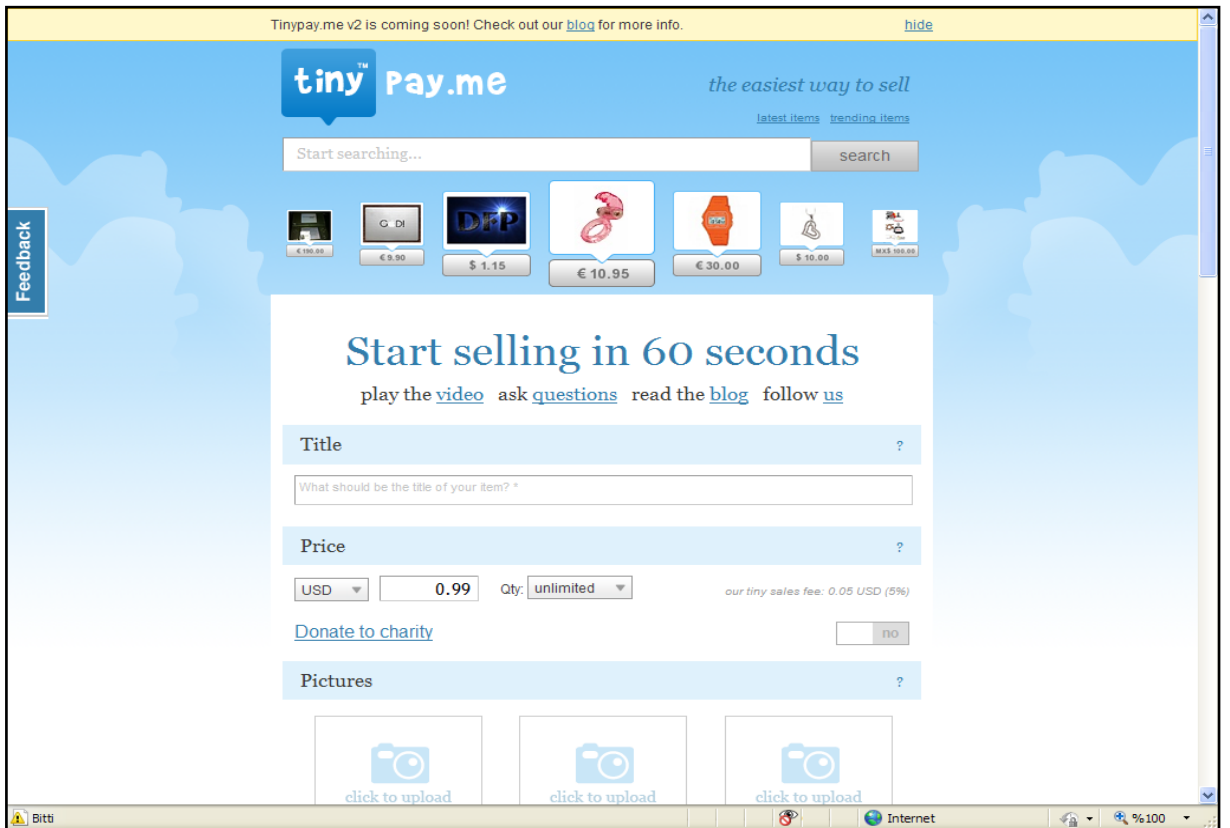 Tinypay.me v2 is coming soon! Check out our blog for more info. hide
tiny™ pay.me
the easiest way to sell
latest items trending items
Start searching... search
Feedback
DFP
€ 190.00 € 9.90 $ 1.15 € 10.95 € 30.00 $ 10.00 MX$ 100.00
Start selling in 60 seconds
play the video ask questions read the blog follow us
Title ?
What should be the title of your item? *
Price ?
USD 0.99 Qty: unlimited our tiny sales fee: 0.05 USD (5%)
Donate to charity no
Pictures ?
click to upload click to upload click to upload
Bitti Internet %100